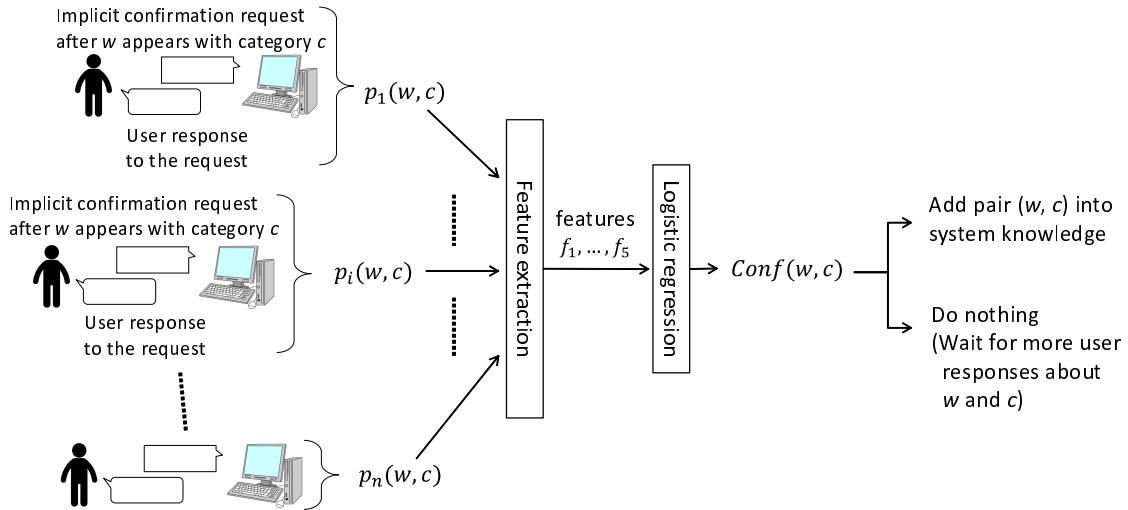 Implicit confirmation request
after w appears with category c
User response
to the request
p₁(w, c)
Implicit confirmation request
after w appears with category c
User response
to the request
pᵢ(w, c)
pₙ(w, c)
Feature extraction
features
f₁, … , f₅
Logistic regression
Conf(w, c)
Add pair (w, c) into
system knowledge
Do nothing
(Wait for more user
responses about
w and c)